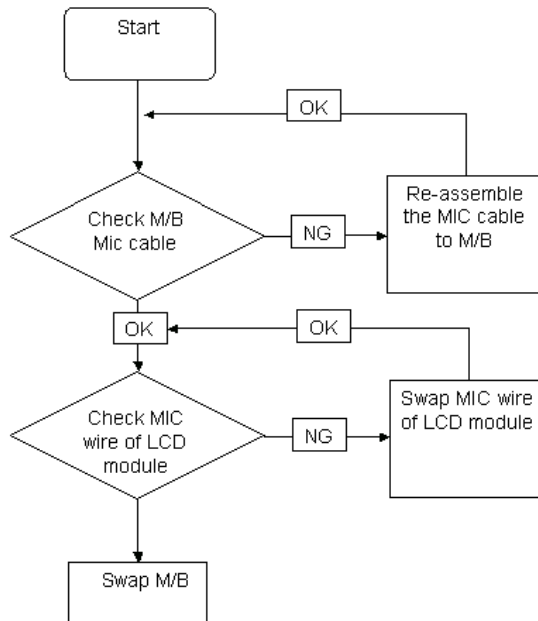 Start
OK
Check M/B
Mic cable
NG
Re-assemble
the MIC cable
to M/B
OK
OK
Check MIC
wire of LCD
module
NG
Swap MIC wire
of LCD module
Swap M/B